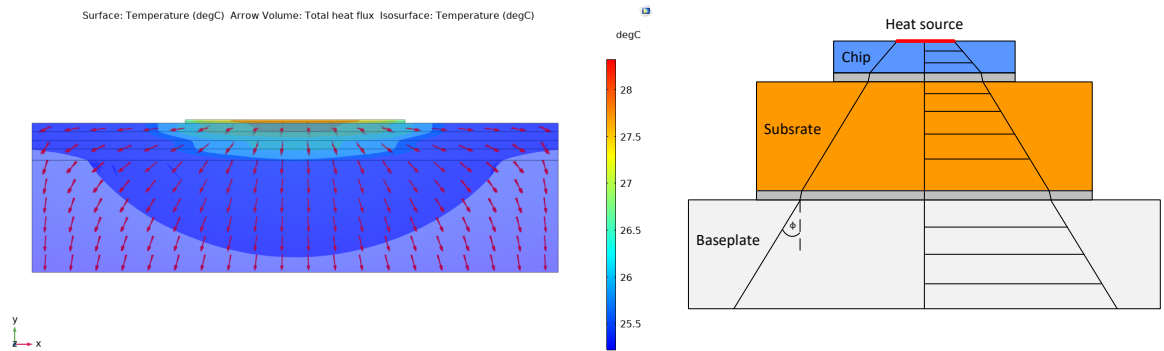 Surface: Temperature (degC) Arrow Volume: Total heat flux Isosurface: Temperature (degC)
degC
28
27.5
27
26.5
26
25.5
y
z
x
Heat source
Chip
Subsrate
Baseplate
ϕ